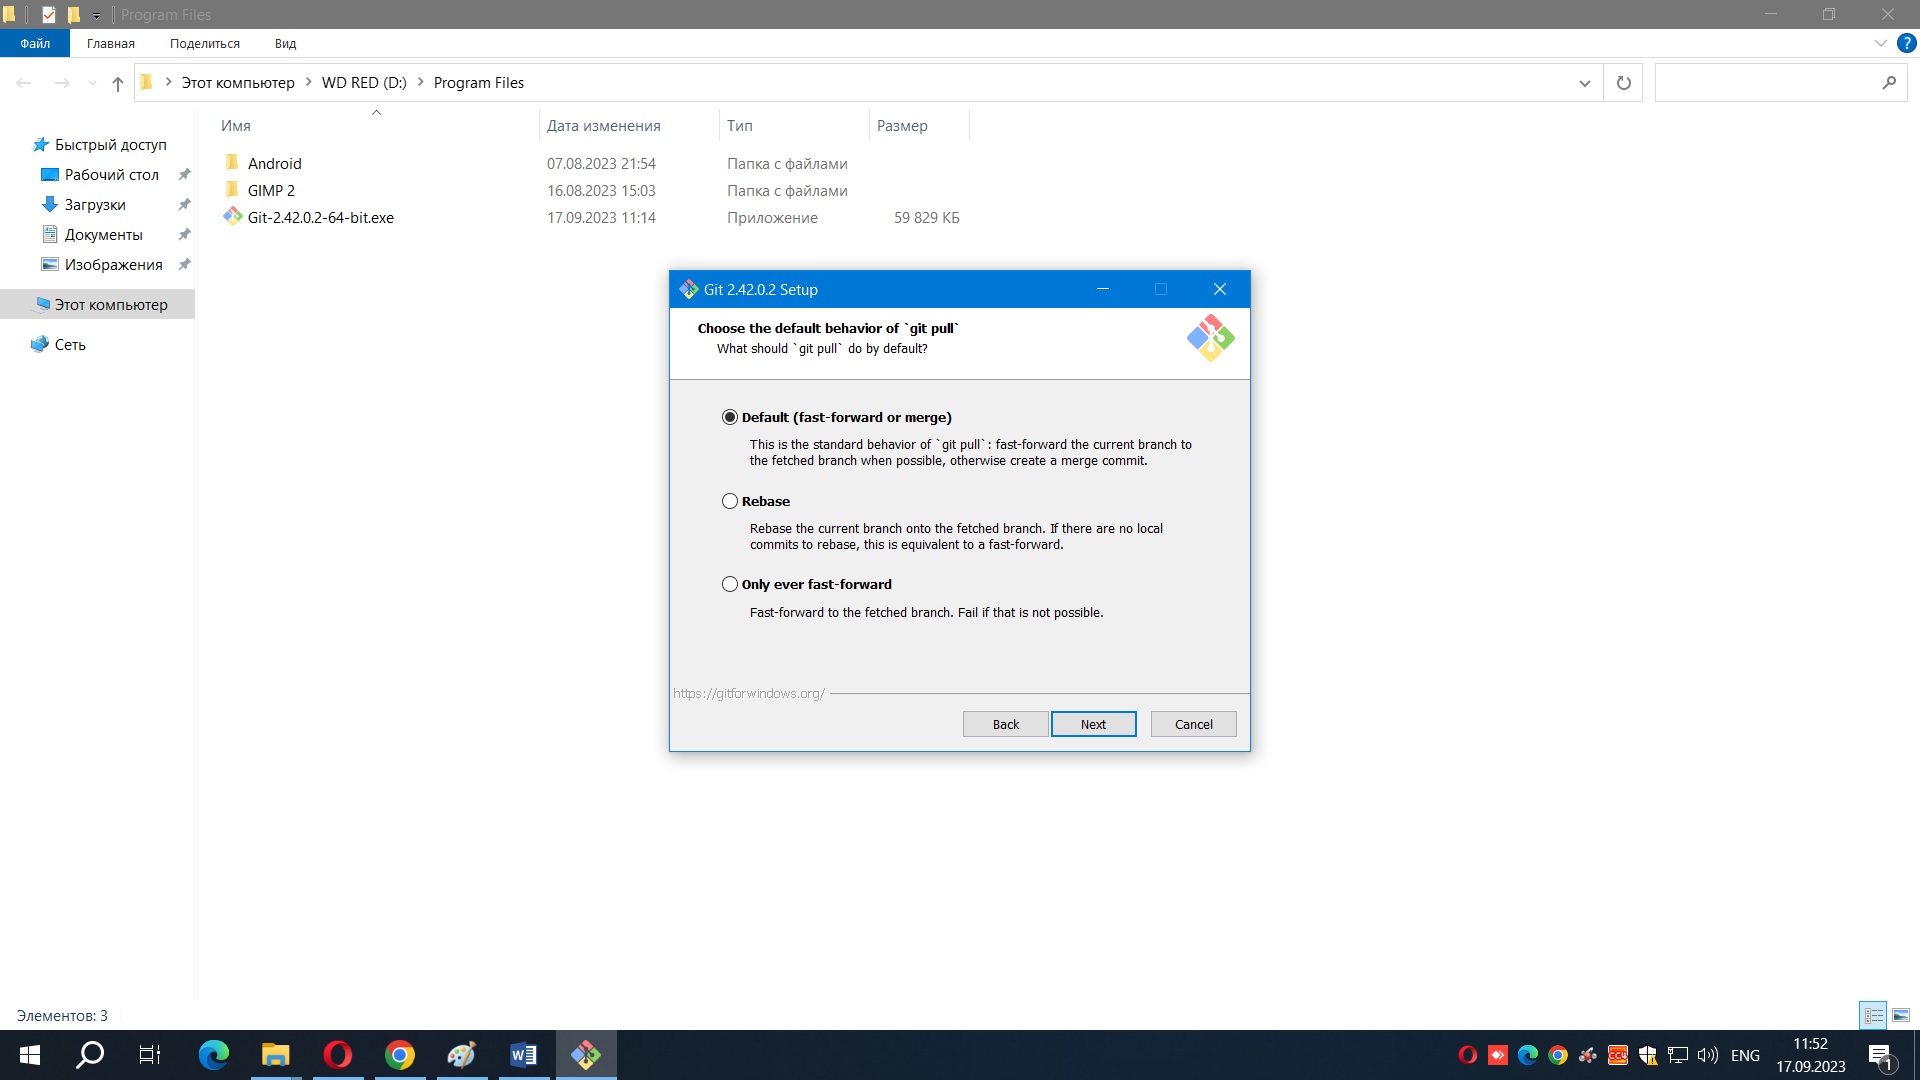 Program Files
Файл Главная Поделиться Вид
Этот компьютер WD RED (D:) Program Files
Имя Дата изменения Тип Размер
Быстрый доступ
Рабочий стол
Загрузки
Документы
Изображения
Этот компьютер
Сеть
Android 07.08.2023 21:54 Папка с файлами
GIMP 2 16.08.2023 15:03 Папка с файлами
Git-2.42.0.2-64-bit.exe 17.09.2023 11:14 Приложение 59 829 КБ
Git 2.42.0.2 Setup
Choose the default behavior of `git pull`
What should `git pull` do by default?
Default (fast-forward or merge)
This is the standard behavior of `git pull`: fast-forward the current branch to
the fetched branch when possible, otherwise create a merge commit.
Rebase
Rebase the current branch onto the fetched branch. If there are no local
commits to rebase, this is equivalent to a fast-forward.
Only ever fast-forward
Fast-forward to the fetched branch. Fail if that is not possible.
https://gitforwindows.org/
Back Next Cancel
Элементов: 3
ENG
11:52
17.09.2023
1